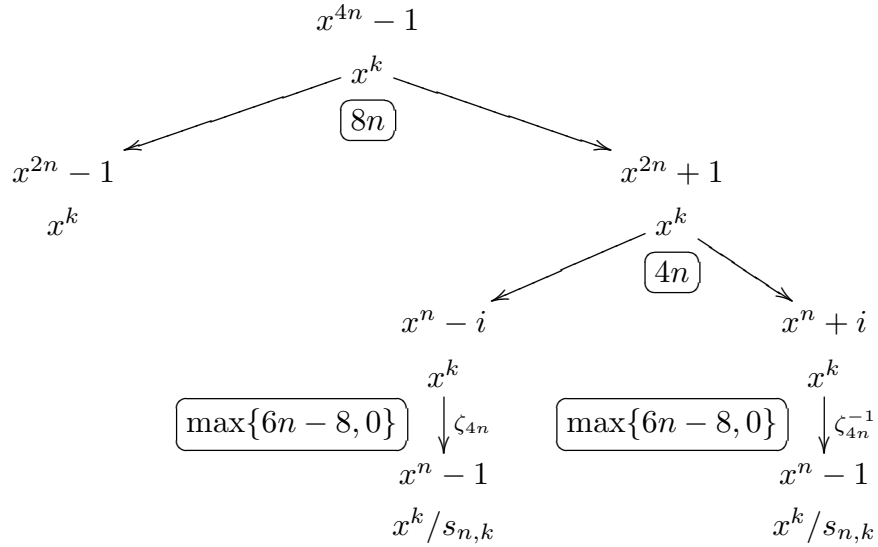 x^{4n} − 1
x^k
8n
x^{2n} − 1
x^{2n} + 1
x^k
x^k
4n
x^n − i
x^n + i
x^k
x^k
max{6n − 8, 0}
ζ_{4n}
max{6n − 8, 0}
ζ_{4n}^{−1}
x^n − 1
x^n − 1
x^k/s_{n,k}
x^k/s_{n,k}